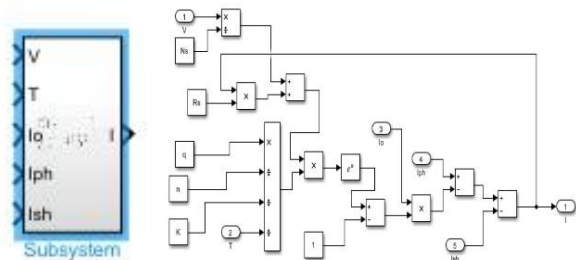 V
T
Io
Iph
Ish
I
Subsystem
1
V
Ns
Rs
q
n
K
2
T
1
3
Io
4
Iph
5
Ish
1
I
×
÷
×
+
+
×
÷
÷
÷
×
e^u
+
−
×
+
−
+
−